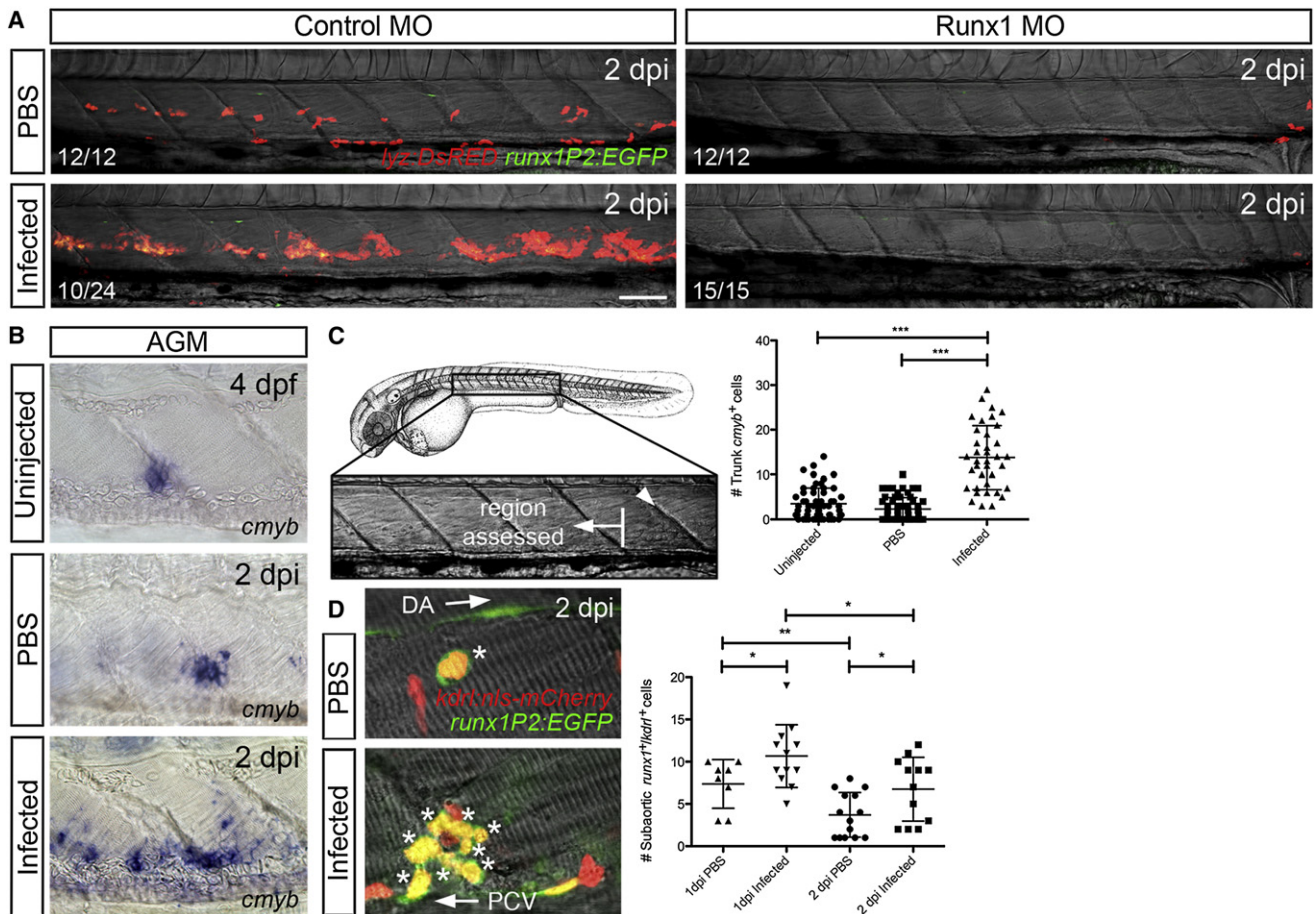 A
Control MO
Runx1 MO
PBS
2 dpi
12/12
lyz:DsRED runx1P2:EGFP
2 dpi
12/12
Infected
2 dpi
10/24
2 dpi
15/15
B
AGM
Uninjected
4 dpf
cmyb
PBS
2 dpi
cmyb
Infected
2 dpi
cmyb
C
region
assessed
# Trunk cmyb+ cells
40
30
20
10
0
***
***
Uninjected
PBS
Infected
D
PBS
DA
2 dpi
*
kdrl:nls-mCherry
runx1P2:EGFP
Infected
* * * * * * * *
PCV
# Subaortic runx1+/kdrl+ cells
20
15
10
5
0
*
**
*
*
1dpi PBS
1dpi Infected
2 dpi PBS
2 dpi Infected